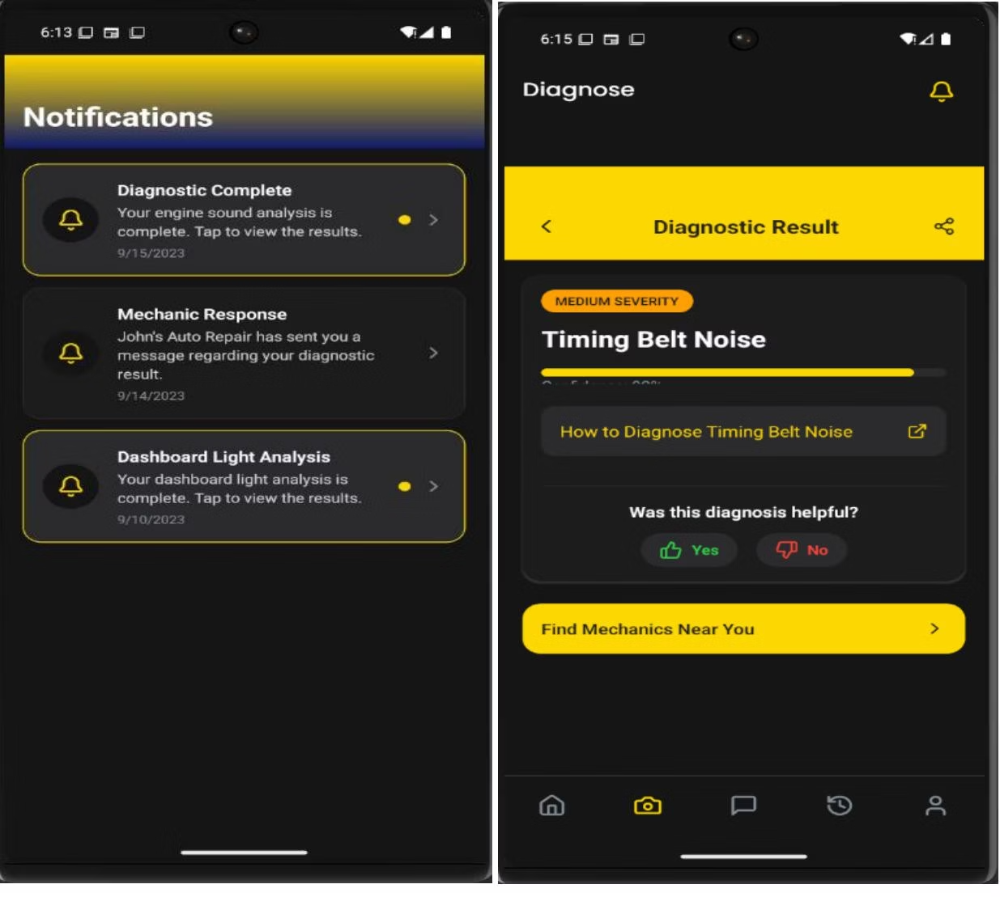 6:13
Notifications
Diagnostic Complete
Your engine sound analysis is
complete. Tap to view the results.
9/15/2023
Mechanic Response
John's Auto Repair has sent you a
message regarding your diagnostic
result.
9/14/2023
Dashboard Light Analysis
Your dashboard light analysis is
complete. Tap to view the results.
9/10/2023
6:15
Diagnose
Diagnostic Result
MEDIUM SEVERITY
Timing Belt Noise
How to Diagnose Timing Belt Noise
Was this diagnosis helpful?
Yes
No
Find Mechanics Near You